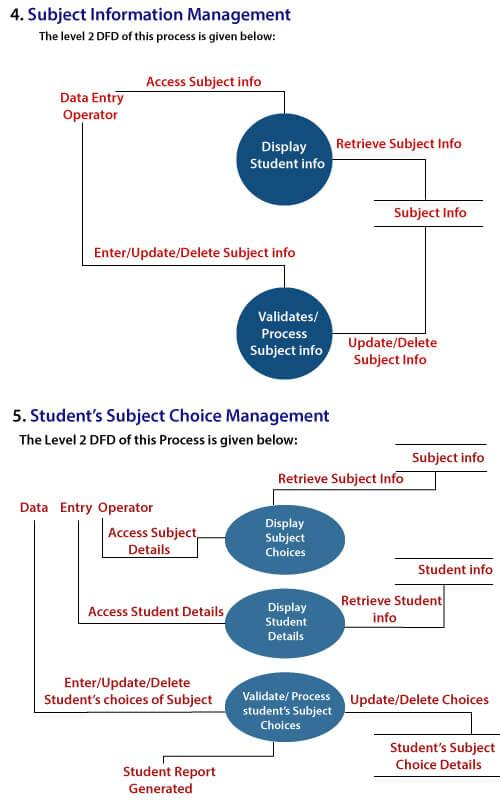 4. Subject Information Management
The level 2 DFD of this process is given below:
Access Subject info
Data Entry
Operator
Display
Student info
Retrieve Subject Info
Subject Info
Enter/Update/Delete Subject info
Validates/
Process
Subject info
Update/Delete
Subject Info
5. Student's Subject Choice Management
The Level 2 DFD of this Process is given below:
Subject info
Retrieve Subject Info
Data Entry Operator
Access Subject
Details
Display
Subject
Choices
Student info
Access Student Details
Display
Student
Details
Retrieve Student
info
Enter/Update/Delete
Student's choices of Subject
Validate/ Process
student's Subject
Choices
Update/Delete Choices
Student's Subject
Choice Details
Student Report
Generated